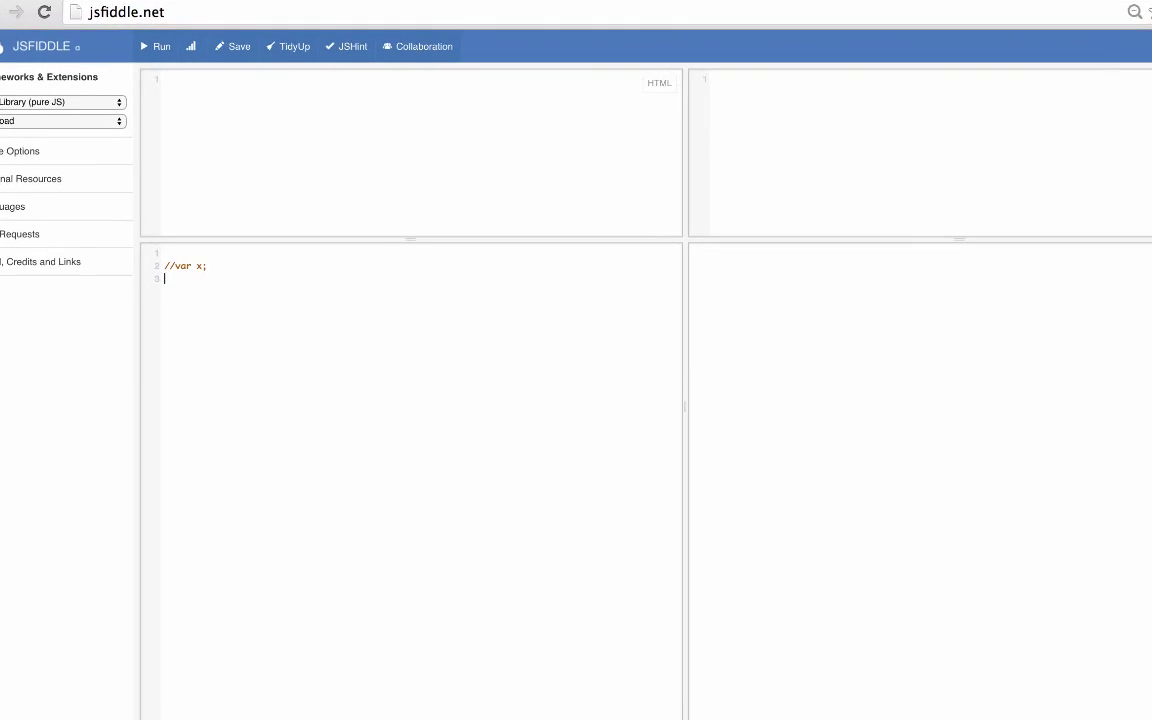 jsfiddle.net
JSFIDDLE α
Run
Save
TidyUp
JSHint
Collaboration
eworks & Extensions
Library (pure JS)
oad
e Options
nal Resources
uages
Requests
l, Credits and Links
1
HTML
1
1
2 //var x;
3